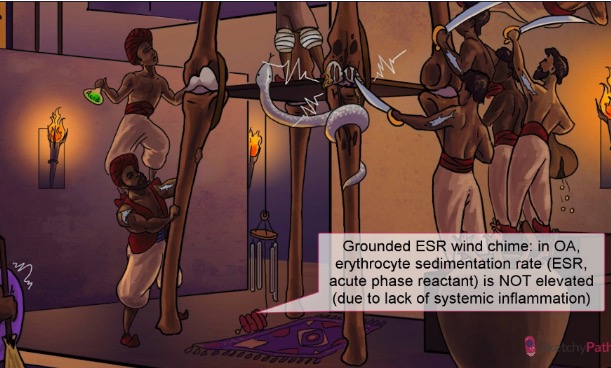 Grounded ESR wind chime: in OA,
erythrocyte sedimentation rate (ESR,
acute phase reactant) is NOT elevated
(due to lack of systemic inflammation)
SketchyPath